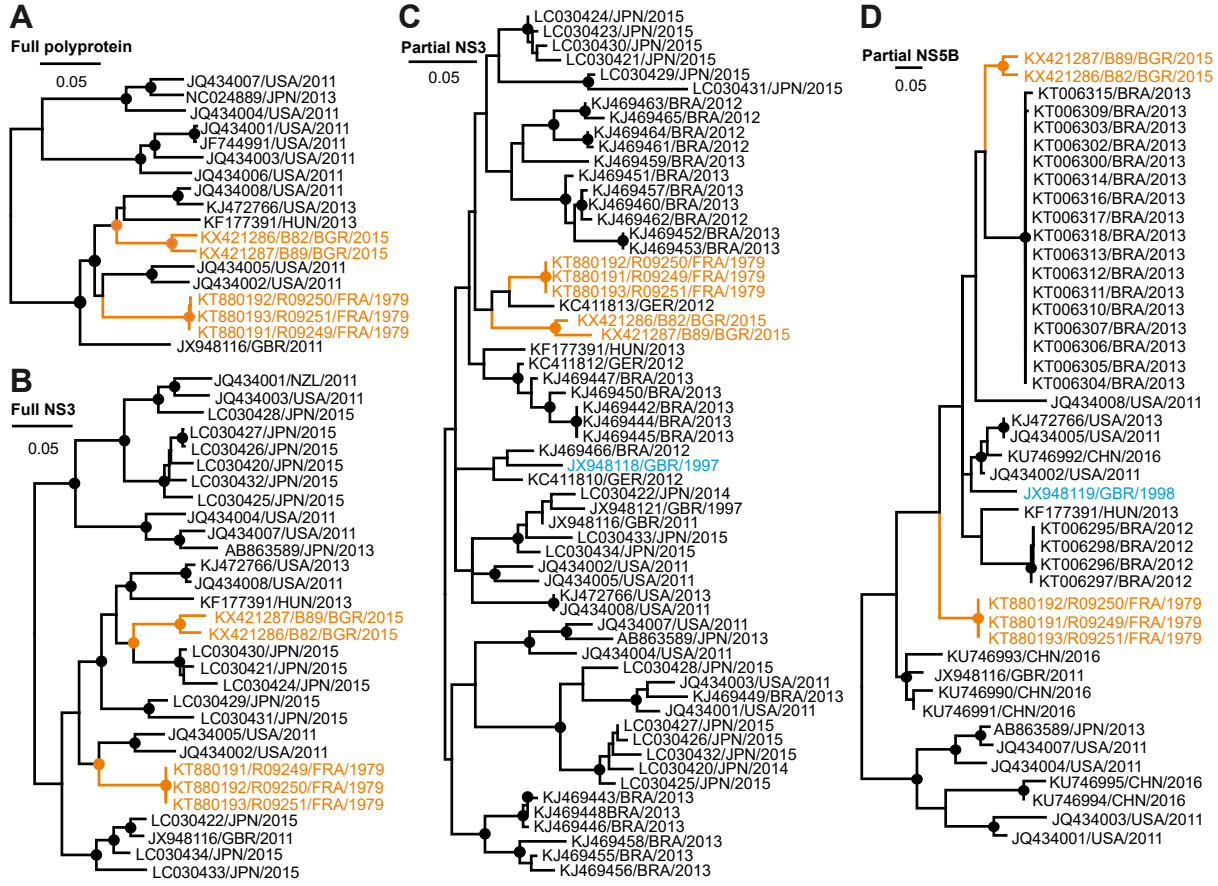 A
Full polyprotein
0.05
JQ434007/USA/2011
NC024889/JPN/2013
JQ434004/USA/2011
JQ434001/USA/2011
JF744991/USA/2011
JQ434003/USA/2011
JQ434006/USA/2011
JQ434008/USA/2011
KJ472766/USA/2013
KF177391/HUN/2013
KX421286/B82/BGR/2015
KX421287/B89/BGR/2015
JQ434005/USA/2011
JQ434002/USA/2011
KT880192/R09250/FRA/1979
KT880193/R09251/FRA/1979
KT880191/R09249/FRA/1979
JX948116/GBR/2011
B
Full NS3
0.05
JQ434001/NZL/2011
JQ434003/USA/2011
LC030428/JPN/2015
LC030427/JPN/2015
LC030426/JPN/2015
LC030420/JPN/2015
LC030432/JPN/2015
LC030425/JPN/2015
JQ434004/USA/2011
JQ434007/USA/2011
AB863589/JPN/2013
KJ472766/USA/2013
JQ434008/USA/2011
KF177391/HUN/2013
KX421287/B89/BGR/2015
KX421286/B82/BGR/2015
LC030430/JPN/2015
LC030421/JPN/2015
LC030424/JPN/2015
LC030429/JPN/2015
LC030431/JPN/2015
JQ434005/USA/2011
JQ434002/USA/2011
KT880191/R09249/FRA/1979
KT880192/R09250/FRA/1979
KT880193/R09251/FRA/1979
LC030422/JPN/2015
JX948116/GBR/2011
LC030434/JPN/2015
LC030433/JPN/2015
C
Partial NS3
0.05
LC030424/JPN/2015
LC030423/JPN/2015
LC030430/JPN/2015
LC030421/JPN/2015
LC030429/JPN/2015
LC030431/JPN/2015
KJ469463/BRA/2012
KJ469465/BRA/2012
KJ469464/BRA/2012
KJ469461/BRA/2012
KJ469459/BRA/2013
KJ469451/BRA/2013
KJ469457/BRA/2013
KJ469460/BRA/2013
KJ469462/BRA/2012
KJ469452/BRA/2013
KJ469453/BRA/2013
KT880192/R09250/FRA/1979
KT880191/R09249/FRA/1979
KT880193/R09251/FRA/1979
KC411813/GER/2012
KX421286/B82/BGR/2015
KX421287/B89/BGR/2015
KF177391/HUN/2013
KC411812/GER/2012
KJ469447/BRA/2013
KJ469450/BRA/2013
KJ469442/BRA/2013
KJ469444/BRA/2013
KJ469445/BRA/2013
KJ469466/BRA/2012
JX948118/GBR/1997
KC411810/GER/2012
LC030422/JPN/2014
JX948121/GBR/1997
JX948116/GBR/2011
LC030433/JPN/2015
LC030434/JPN/2015
JQ434002/USA/2011
JQ434005/USA/2011
KJ472766/USA/2013
JQ434008/USA/2011
JQ434007/USA/2011
AB863589/JPN/2013
JQ434004/USA/2011
LC030428/JPN/2015
JQ434003/USA/2011
KJ469449/BRA/2013
JQ434001/USA/2011
LC030427/JPN/2015
LC030426/JPN/2015
LC030432/JPN/2015
LC030420/JPN/2014
LC030425/JPN/2015
KJ469443/BRA/2013
KJ469448BRA/2013
KJ469446/BRA/2013
KJ469458/BRA/2013
KJ469455/BRA/2013
KJ469456/BRA/2013
D
Partial NS5B
0.05
KX421287/B89/BGR/2015
KX421286/B82/BGR/2015
KT006315/BRA/2013
KT006309/BRA/2013
KT006303/BRA/2013
KT006302/BRA/2013
KT006300/BRA/2013
KT006314/BRA/2013
KT006316/BRA/2013
KT006317/BRA/2013
KT006318/BRA/2013
KT006313/BRA/2013
KT006312/BRA/2013
KT006311/BRA/2013
KT006310/BRA/2013
KT006307/BRA/2013
KT006306/BRA/2013
KT006305/BRA/2013
KT006304/BRA/2013
JQ434008/USA/2011
KJ472766/USA/2013
JQ434005/USA/2011
KU746992/CHN/2016
JQ434002/USA/2011
JX948119/GBR/1998
KF177391/HUN/2013
KT006295/BRA/2012
KT006298/BRA/2012
KT006296/BRA/2012
KT006297/BRA/2012
KT880192/R09250/FRA/1979
KT880191/R09249/FRA/1979
KT880193/R09251/FRA/1979
KU746993/CHN/2016
JX948116/GBR/2011
KU746990/CHN/2016
KU746991/CHN/2016
AB863589/JPN/2013
JQ434007/USA/2011
JQ434004/USA/2011
KU746995/CHN/2016
KU746994/CHN/2016
JQ434003/USA/2011
JQ434001/USA/2011